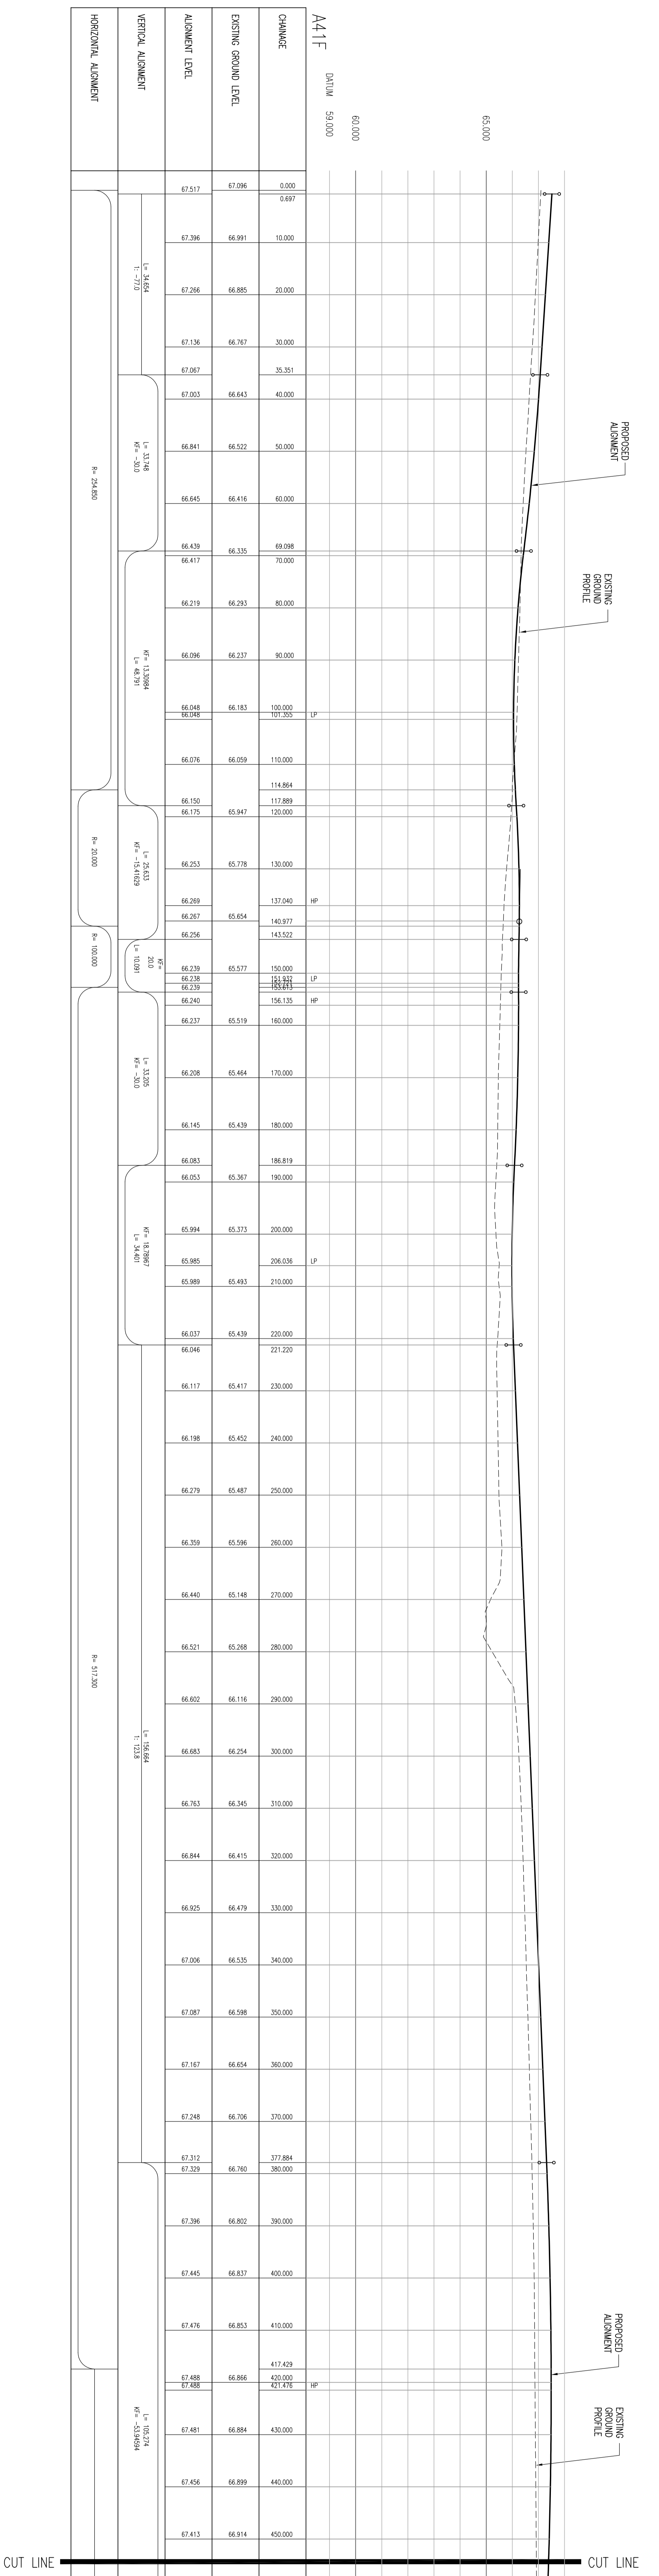 A41F
DATUM 59.000
60.000
65.000
HORIZONTAL ALIGNMENT
VERTICAL ALIGNMENT
ALIGNMENT LEVEL
EXISTING GROUND LEVEL
CHAINAGE
67.517 67.096 0.000
0.697
67.396 66.991 10.000
L= 34.654
1: -77.0
67.266 66.885 20.000
67.136 66.767 30.000
67.067 35.351
67.003 66.643 40.000
PROPOSED
ALIGNMENT
L= 33.748
KF= -30.0
66.841 66.522 50.000
R= 254.850
66.645 66.416 60.000
66.439 66.335 69.098
66.417 70.000
EXISTING
GROUND
PROFILE
66.219 66.293 80.000
66.096 66.237 90.000
KF= 13.30984
L= 48.791
66.048 66.183 100.000
66.048 101.355 LP
66.076 66.059 110.000
114.864
66.150 117.889
66.175 65.947 120.000
R= 20.000
L= 25.633
KF= -15.41629
66.253 65.778 130.000
66.269 137.040 HP
66.267 65.654 140.977
66.256 143.522
R= 100.000
L= 10.091
KF=
20.0
66.239 65.577 150.000
66.238 151.932 LP
66.239 153.613
66.240 156.135 HP
66.237 65.519 160.000
L= 33.205
KF= -30.0
66.208 65.464 170.000
66.145 65.439 180.000
66.083 186.819
66.053 65.367 190.000
KF= 18.78967
L= 34.401
65.994 65.373 200.000
65.985 206.036 LP
65.989 65.493 210.000
66.037 65.439 220.000
66.046 221.220
66.117 65.417 230.000
66.198 65.452 240.000
66.279 65.487 250.000
66.359 65.596 260.000
66.440 65.148 270.000
66.521 65.268 280.000
R= 517.300
66.602 66.116 290.000
L= 156.664
1: 123.8
66.683 66.254 300.000
66.763 66.345 310.000
66.844 66.415 320.000
66.925 66.479 330.000
67.006 66.535 340.000
67.087 66.598 350.000
67.167 66.654 360.000
67.248 66.706 370.000
67.312 377.884
67.329 66.760 380.000
67.396 66.802 390.000
67.445 66.837 400.000
67.476 66.853 410.000
PROPOSED
ALIGNMENT
417.429
67.488 66.866 420.000
67.488 421.476 HP
EXISTING
GROUND
PROFILE
L= 105.274
KF= -53.94594
67.481 66.884 430.000
67.456 66.899 440.000
67.413 66.914 450.000
CUT LINE CUT LINE